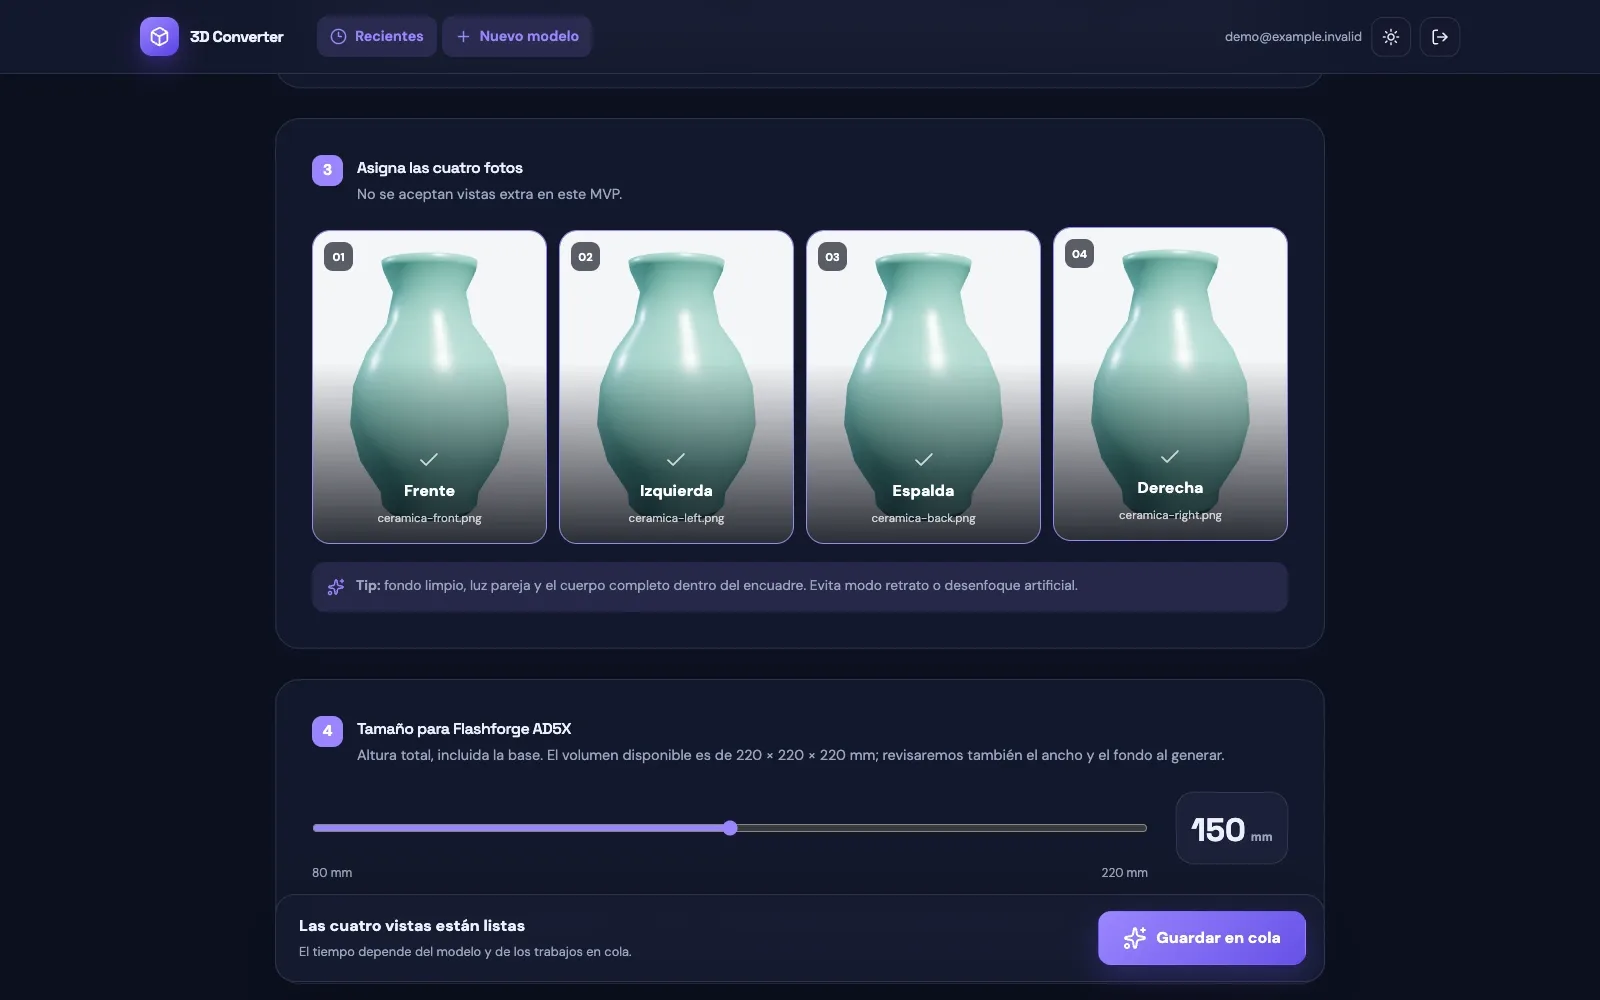 3D Converter
Recientes
Nuevo modelo
demo@example.invalid
3
Asigna las cuatro fotos
No se aceptan vistas extra en este MVP.
01
Frente
ceramica-front.png
02
Izquierda
ceramica-left.png
03
Espalda
ceramica-back.png
04
Derecha
ceramica-right.png
Tip: fondo limpio, luz pareja y el cuerpo completo dentro del encuadre. Evita modo retrato o desenfoque artificial.
4
Tamaño para Flashforge AD5X
Altura total, incluida la base. El volumen disponible es de 220 × 220 × 220 mm; revisaremos también el ancho y el fondo al generar.
150 mm
80 mm
220 mm
Las cuatro vistas están listas
El tiempo depende del modelo y de los trabajos en cola.
Guardar en cola